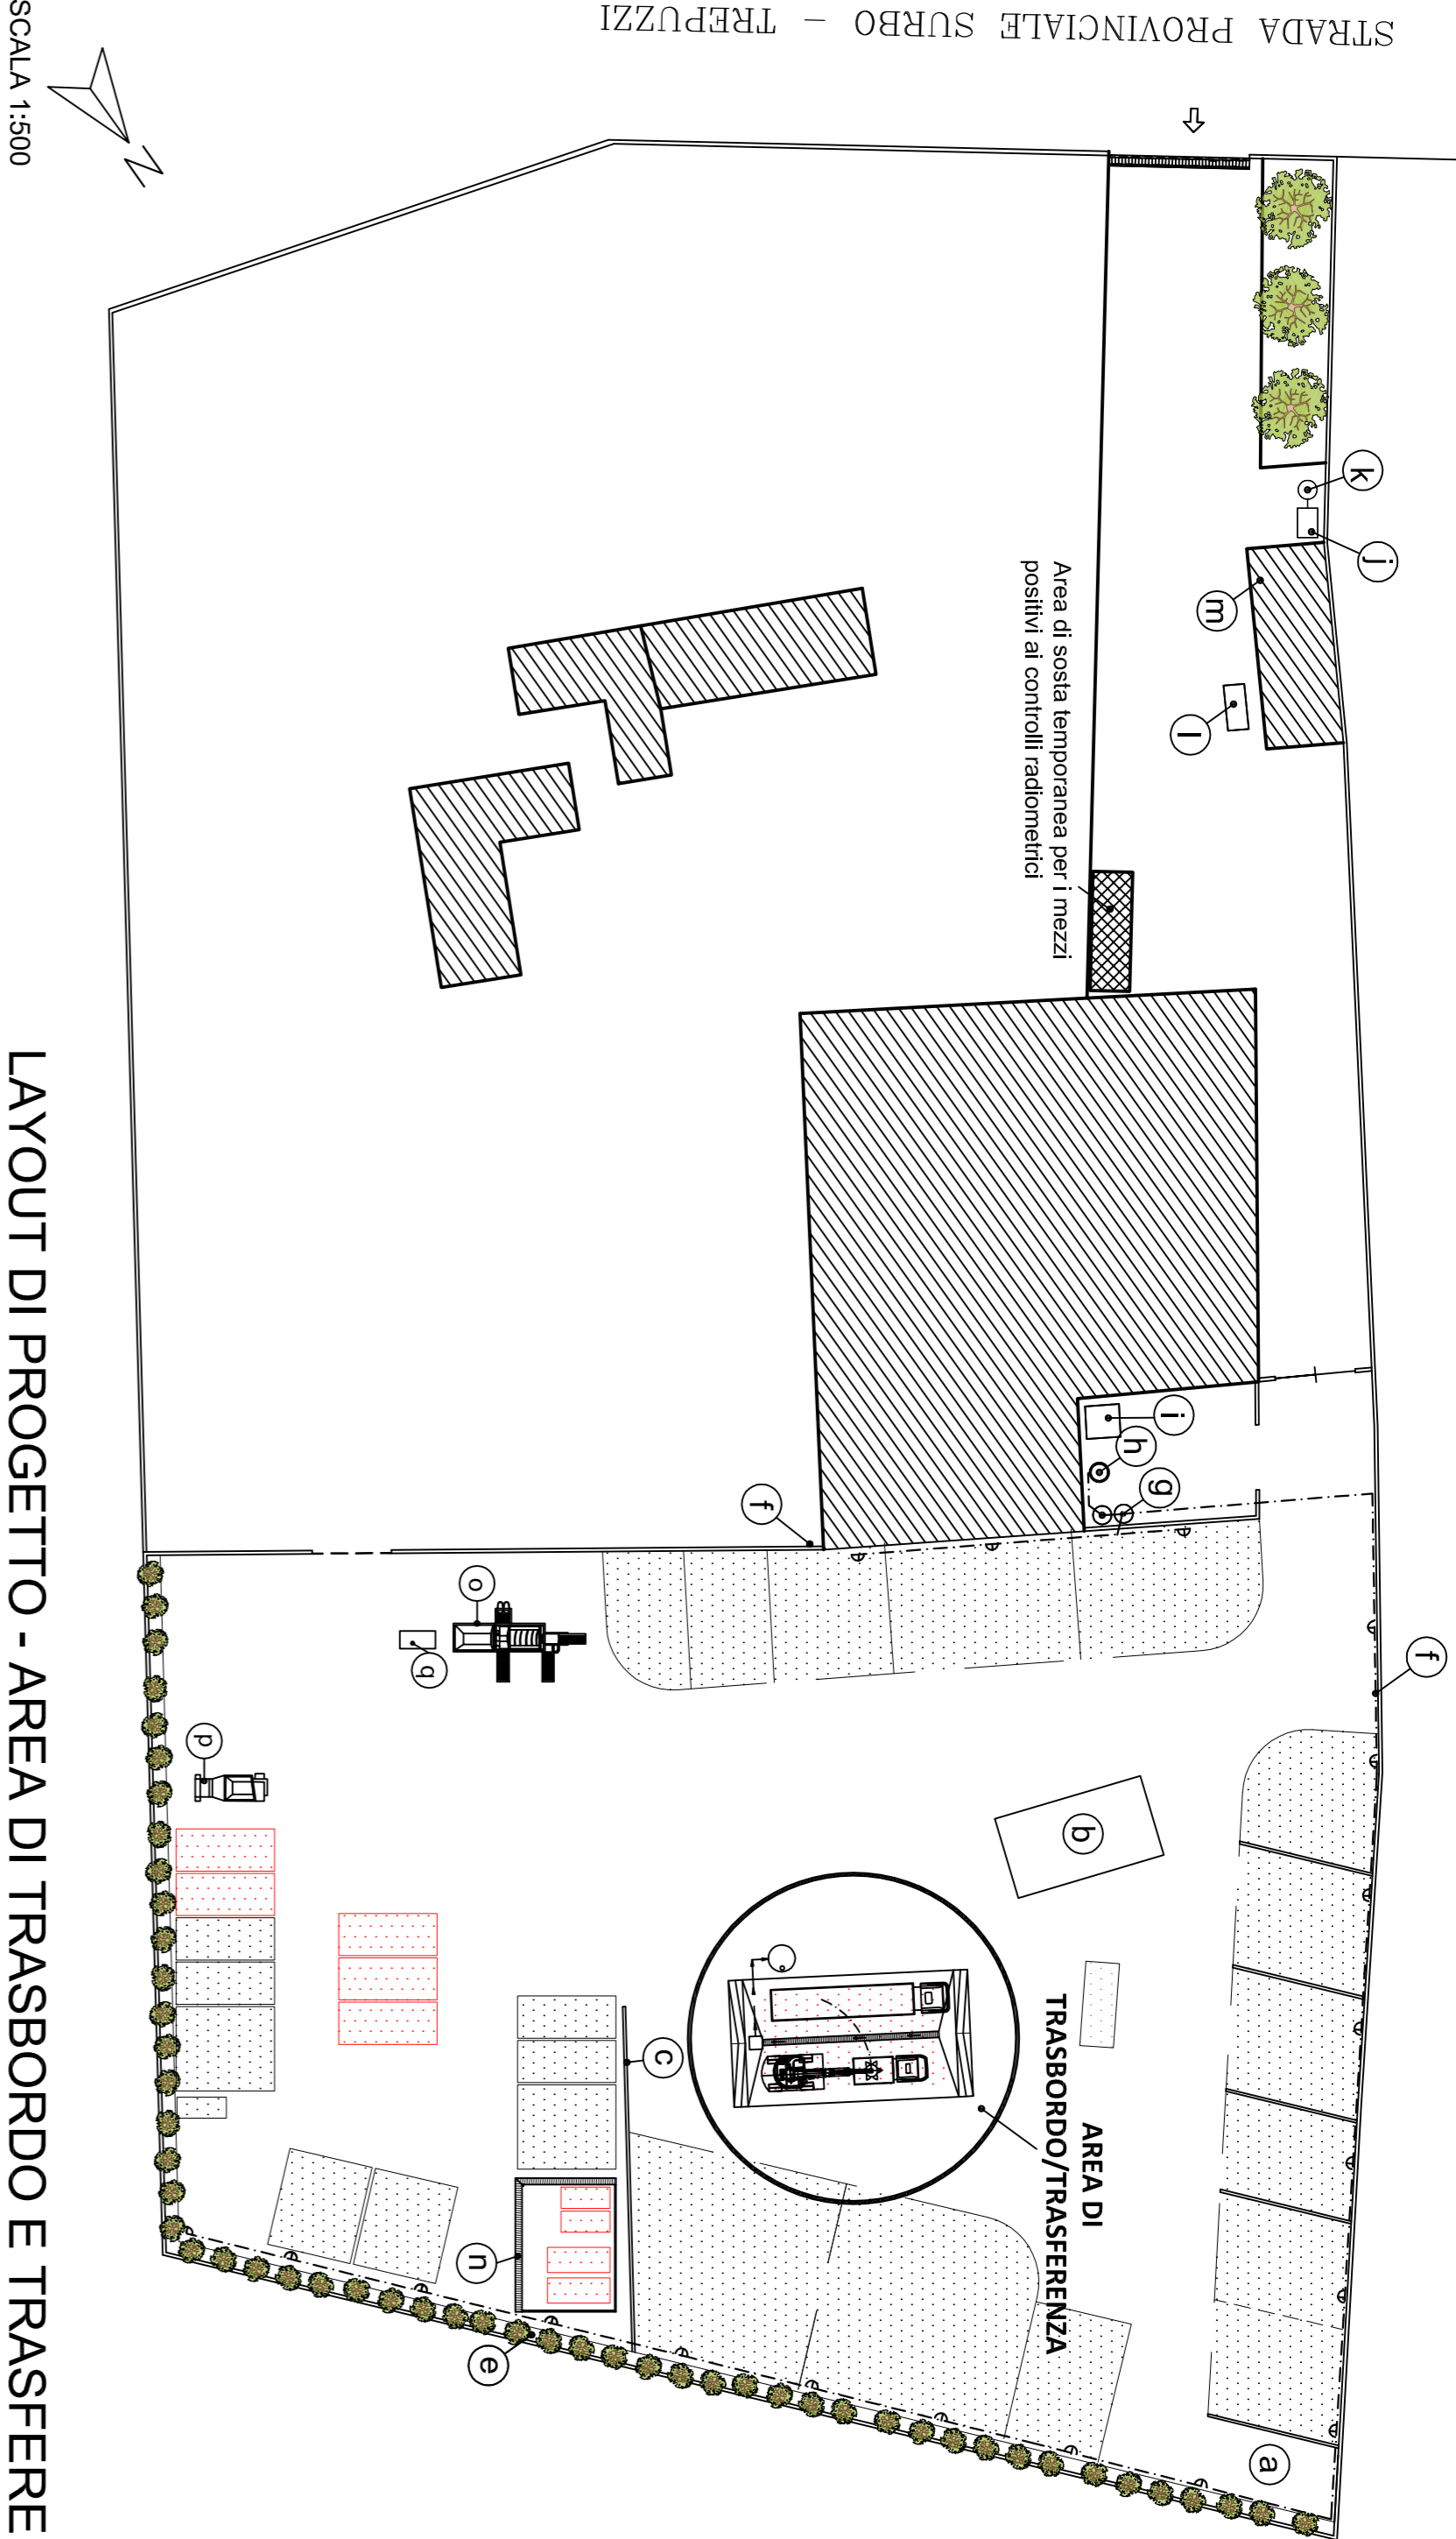 STRADA PROVINCIALE SURBO – TREPUZZI
SCALA 1:500
N
k
j
m
l
Area di sosta temporanea per i mezzi
positivi ai controlli radiometrici
i
h
g
f
f
o
q
p
b
c
AREA DI
TRASBORDO/TRASFERENZA
n
e
a
LAYOUT DI PROGETTO - AREA DI TRASBORDO E TRASFERE